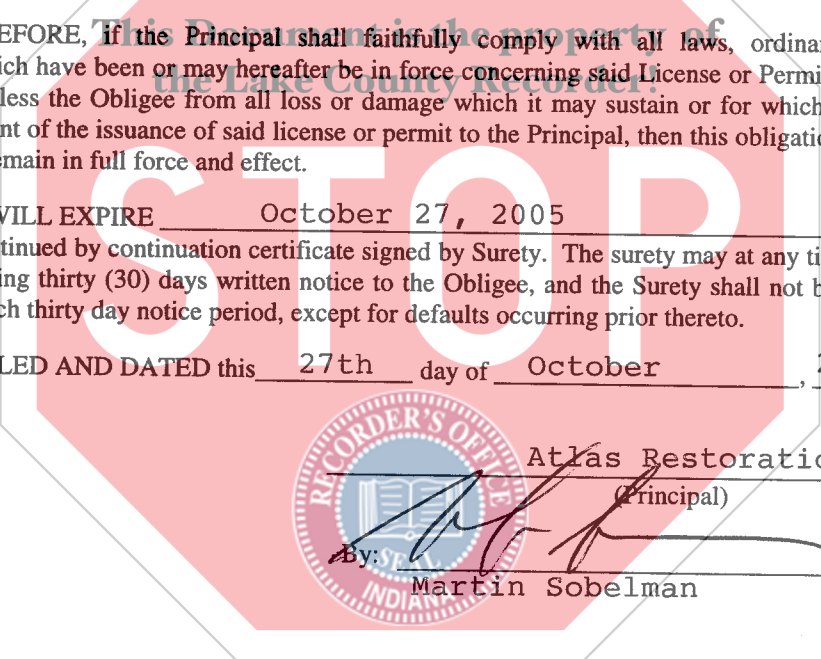 This Document is the property of
the Lake County Recorder!
EFORE, if the Principal shall faithfully comply with all laws, ordina
ich have been or may hereafter be in force concerning said License or Permi
less the Obligee from all loss or damage which it may sustain or for which
nt of the issuance of said license or permit to the Principal, then this obligatio
emain in full force and effect.
STOP
WILL EXPIRE October 27, 2005
tinued by continuation certificate signed by Surety. The surety may at any ti
ing thirty (30) days written notice to the Obligee, and the Surety shall not b
ch thirty day notice period, except for defaults occurring prior thereto.
LED AND DATED this 27th day of October , 2
RECORDER'S OFFICE
SEAL
INDIANA
Atlas Restoratio
(Principal)
By:
Martin Sobelman